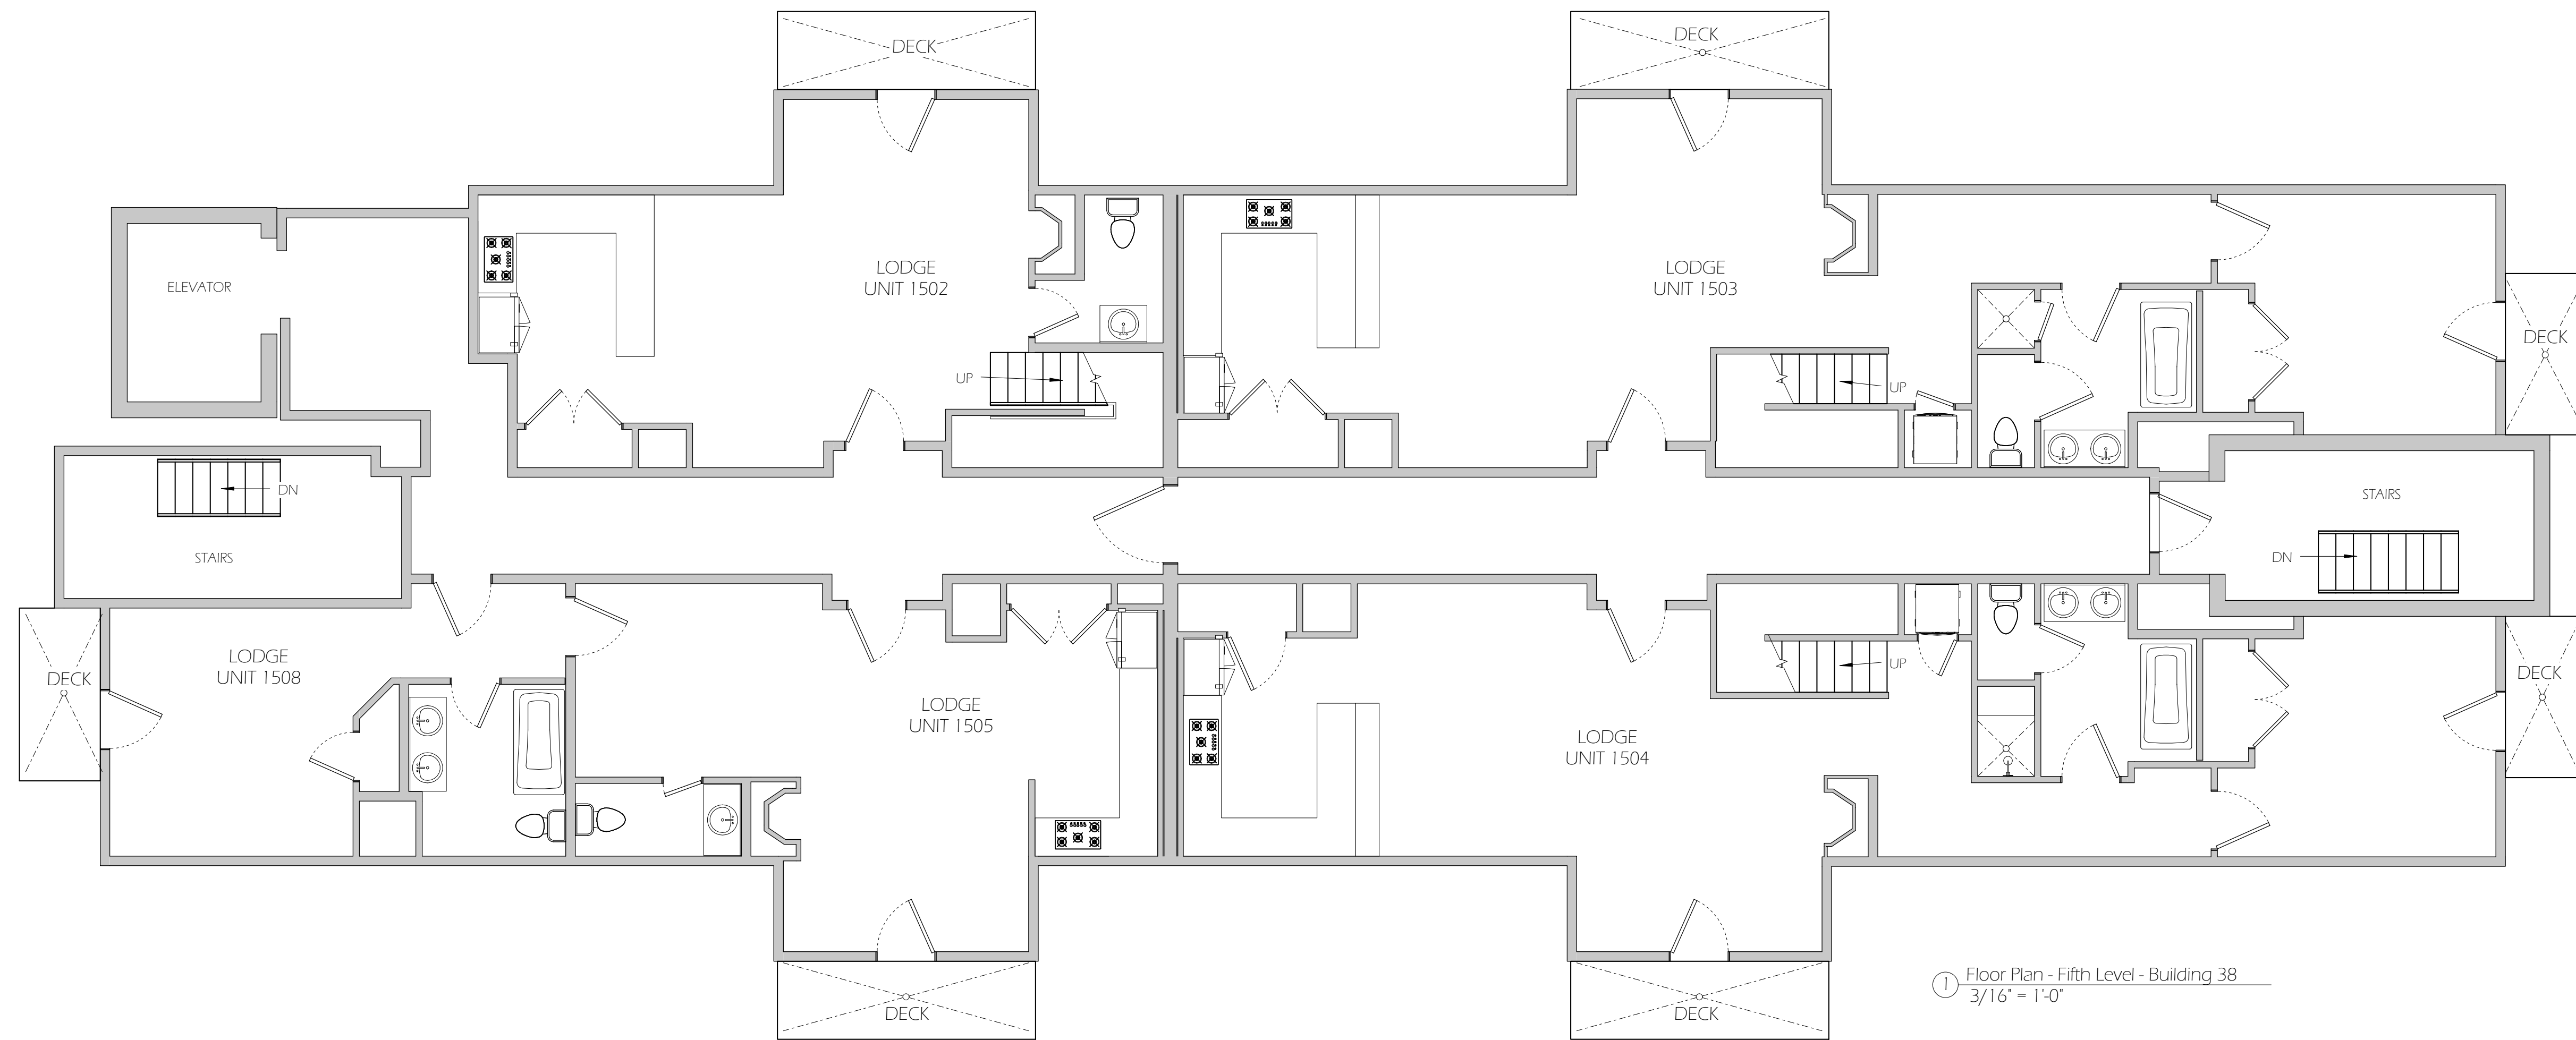 DECK
DECK
LODGE
UNIT 1502
LODGE
UNIT 1503
ELEVATOR
DECK
UP
UP
DN
STAIRS
STAIRS
DN
LODGE
UNIT 1508
DECK
LODGE
UNIT 1505
UP
LODGE
UNIT 1504
DECK
DECK
DECK
1
Floor Plan - Fifth Level - Building 38
3/16" = 1'-0"